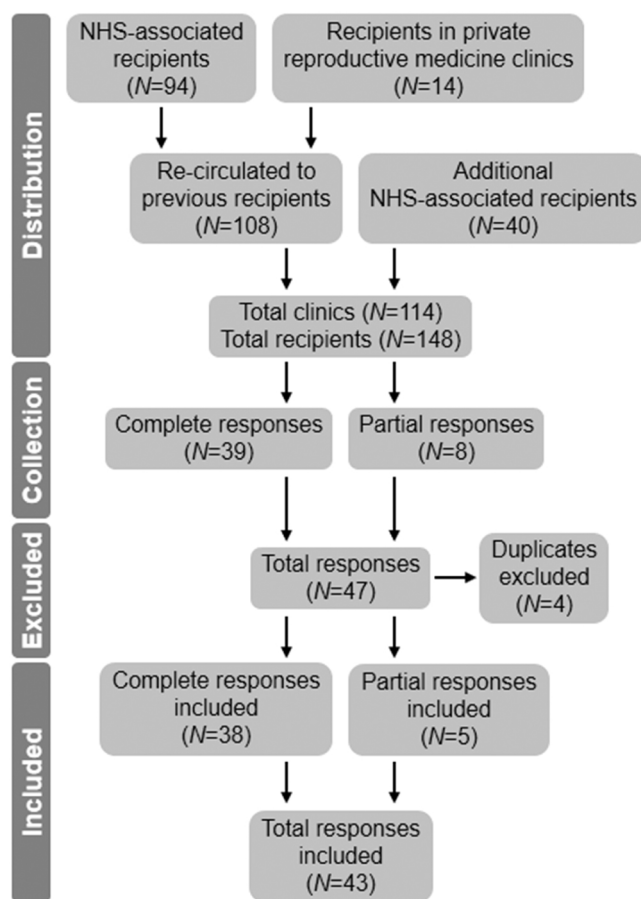 Distribution
NHS-associated
recipients
(N=94)
Recipients in private
reproductive medicine clinics
(N=14)
Re-circulated to
previous recipients
(N=108)
Additional
NHS-associated recipients
(N=40)
Total clinics (N=114)
Total recipients (N=148)
Collection
Complete responses
(N=39)
Partial responses
(N=8)
Excluded
Total responses
(N=47)
Duplicates
excluded
(N=4)
Included
Complete responses
included
(N=38)
Partial responses
included
(N=5)
Total responses
included
(N=43)